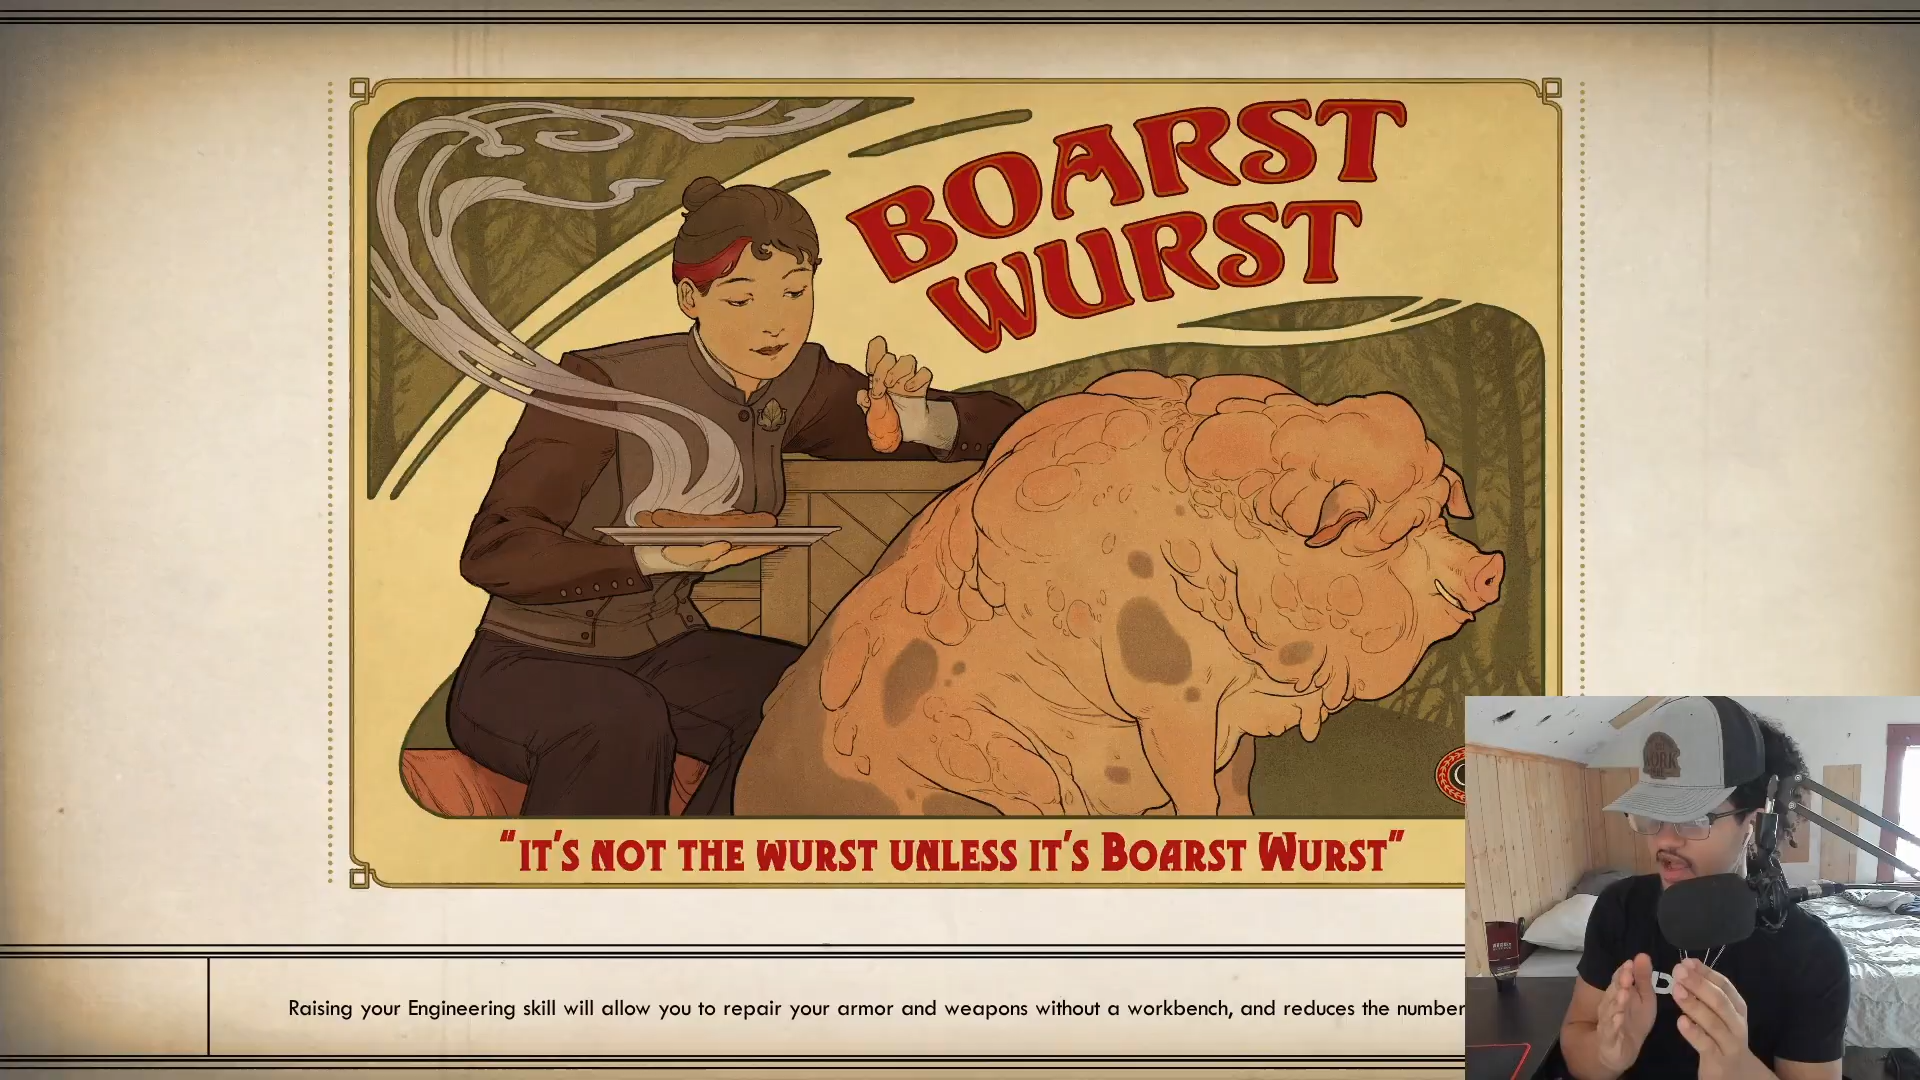 BOARST
WURST
"IT'S NOT THE WURST UNLESS IT'S BOARST WURST"
Raising your Engineering skill will allow you to repair your armor and weapons without a workbench, and reduces the number
WORK